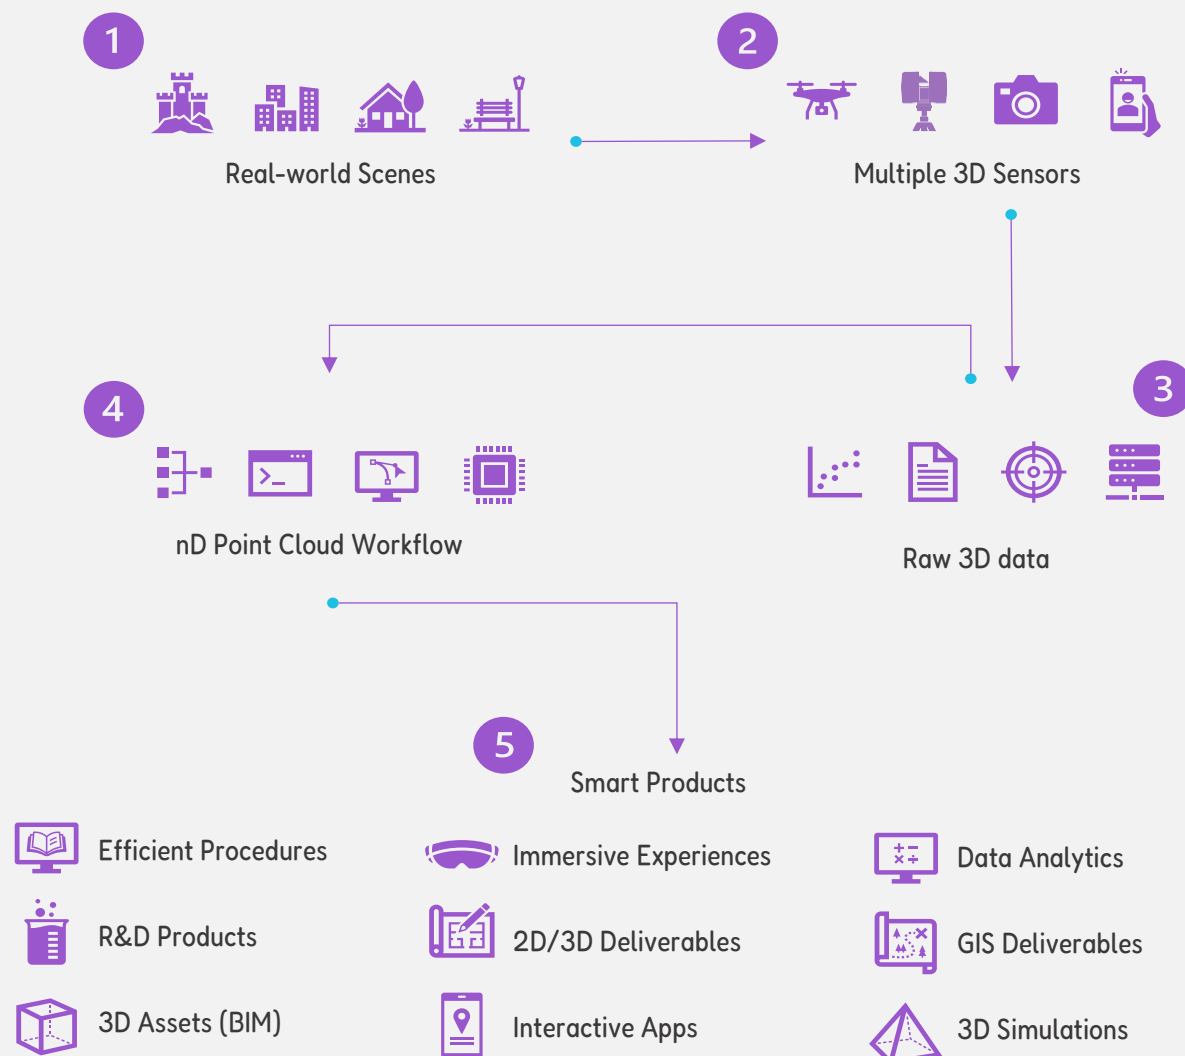 1
2
Real-world Scenes
Multiple 3D Sensors
3
4
nD Point Cloud Workflow
Raw 3D data
5
Smart Products
Efficient Procedures
Immersive Experiences
Data Analytics
R&D Products
2D/3D Deliverables
GIS Deliverables
3D Assets (BIM)
Interactive Apps
3D Simulations